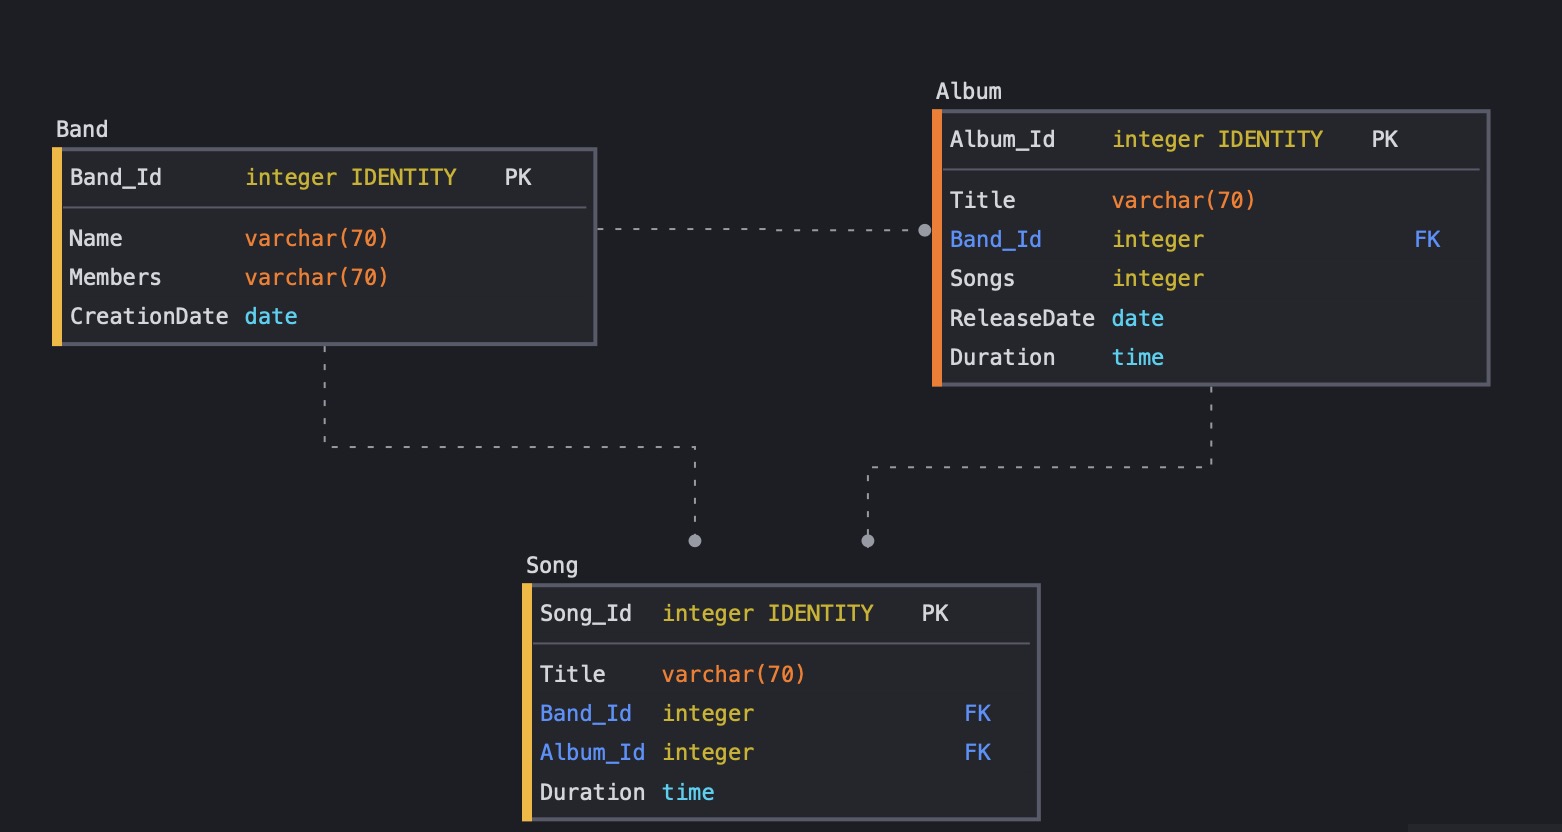 Band
Band_Id integer IDENTITY PK
Name varchar(70)
Members varchar(70)
CreationDate date
Album
Album_Id integer IDENTITY PK
Title varchar(70)
Band_Id integer FK
Songs integer
ReleaseDate date
Duration time
Song
Song_Id integer IDENTITY PK
Title varchar(70)
Band_Id integer FK
Album_Id integer FK
Duration time